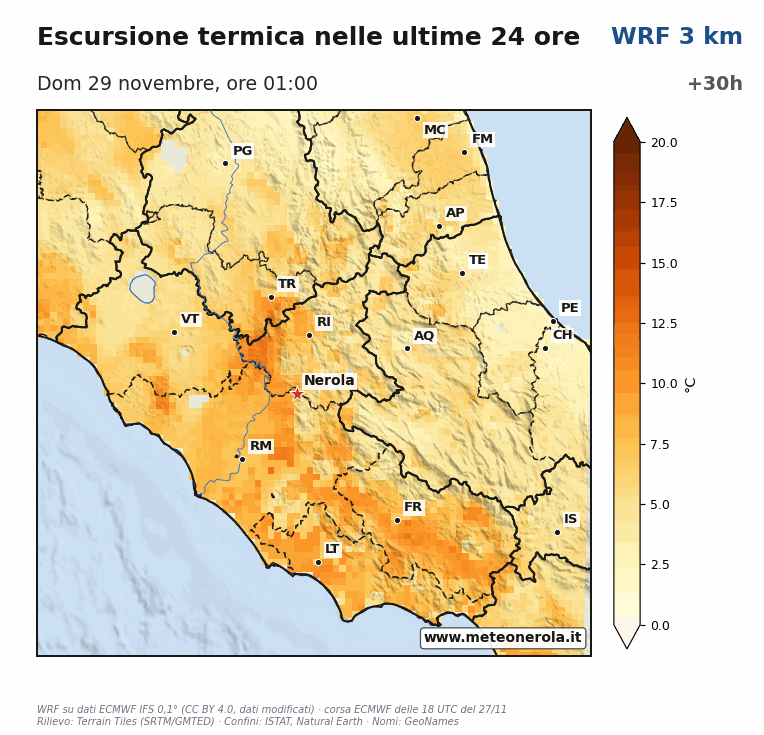 Escursione termica nelle ultime 24 ore WRF 3 km
Dom 29 novembre, ore 01:00 +30h
MC
FM
PG
AP
TE
TR
PE
RI
CH
VT
AQ
Nerola
RM
FR
IS
LT
www.meteonerola.it
20.0
17.5
15.0
12.5
10.0
7.5
5.0
2.5
0.0
°C
WRF su dati ECMWF IFS 0,1° (CC BY 4.0, dati modificati) · corsa ECMWF delle 18 UTC del 27/11
Rilievo: Terrain Tiles (SRTM/GMTED) · Confini: ISTAT, Natural Earth · Nomi: GeoNames